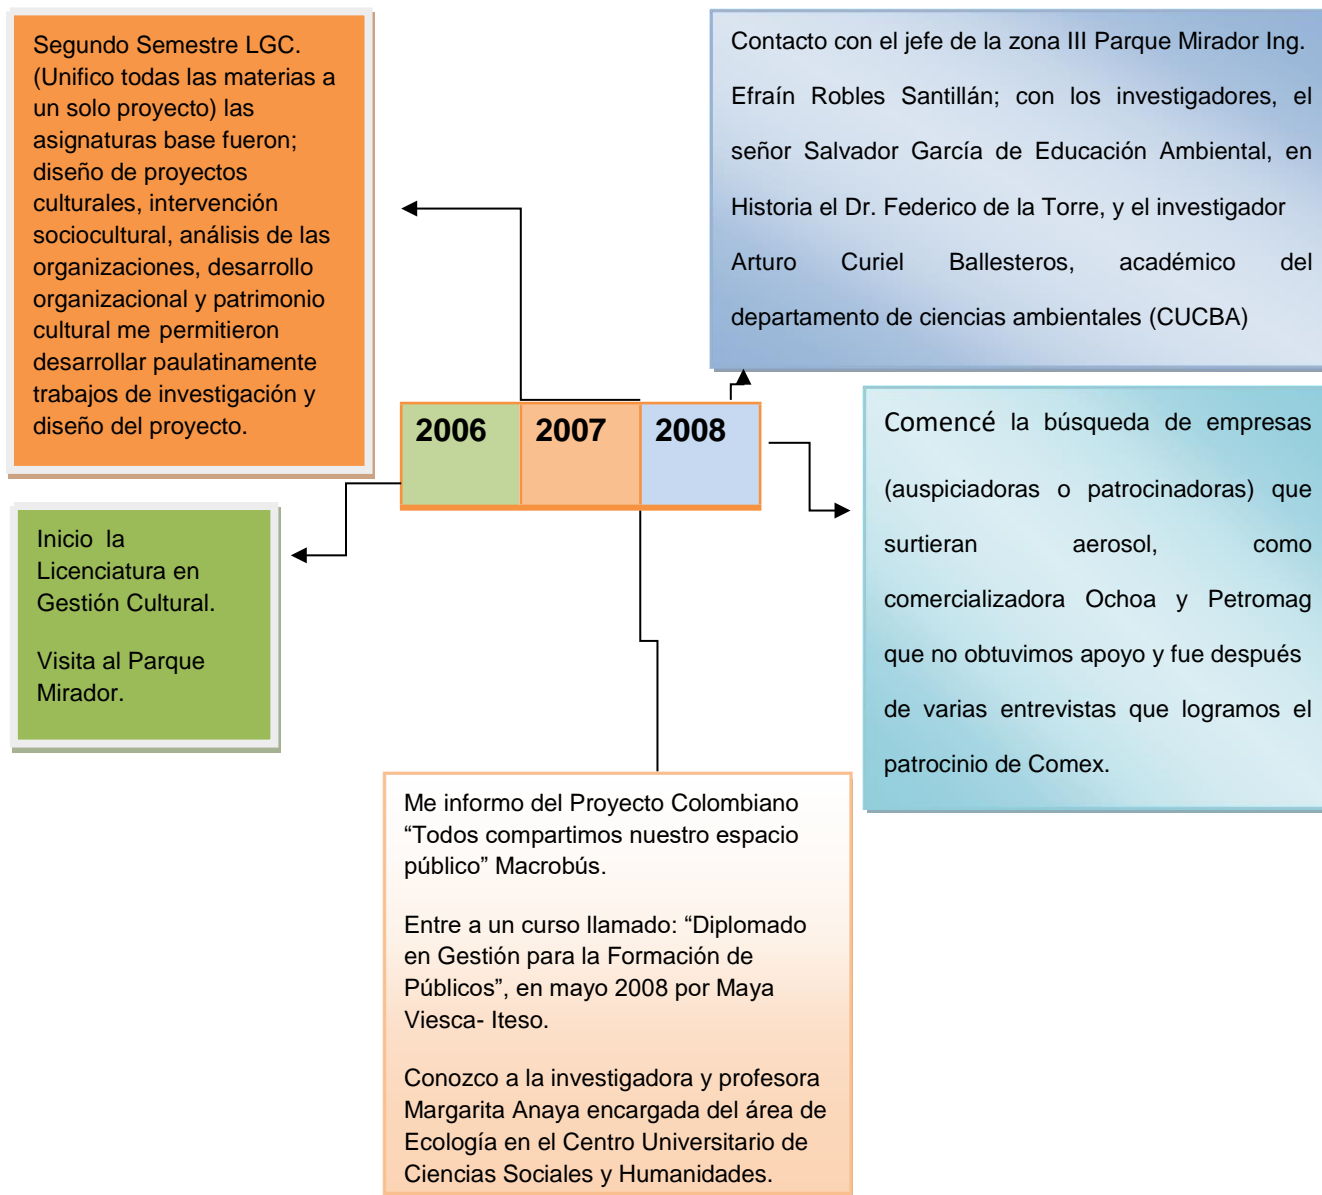 Segundo Semestre LGC.
(Unifico todas las materias a
un solo proyecto) las
asignaturas base fueron;
diseño de proyectos
culturales, intervención
sociocultural, análisis de las
organizaciones, desarrollo
organizacional y patrimonio
cultural me permitieron
desarrollar paulatinamente
trabajos de investigación y
diseño del proyecto.
Contacto con el jefe de la zona III Parque Mirador Ing.
Efraín Robles Santillán; con los investigadores, el
señor Salvador García de Educación Ambiental, en
Historia el Dr. Federico de la Torre, y el investigador
Arturo Curiel Ballesteros, académico del
departamento de ciencias ambientales (CUCBA)
2006 2007 2008
Comencé la búsqueda de empresas
(auspiciadoras o patrocinadoras) que
surtieran aerosol, como
comercializadora Ochoa y Petromag
que no obtuvimos apoyo y fue después
de varias entrevistas que logramos el
patrocinio de Comex.
Inicio la
Licenciatura en
Gestión Cultural.
Visita al Parque
Mirador.
Me informo del Proyecto Colombiano
“Todos compartimos nuestro espacio
público” Macrobús.
Entre a un curso llamado: “Diplomado
en Gestión para la Formación de
Públicos”, en mayo 2008 por Maya
Viesca- Iteso.
Conozco a la investigadora y profesora
Margarita Anaya encargada del área de
Ecología en el Centro Universitario de
Ciencias Sociales y Humanidades.